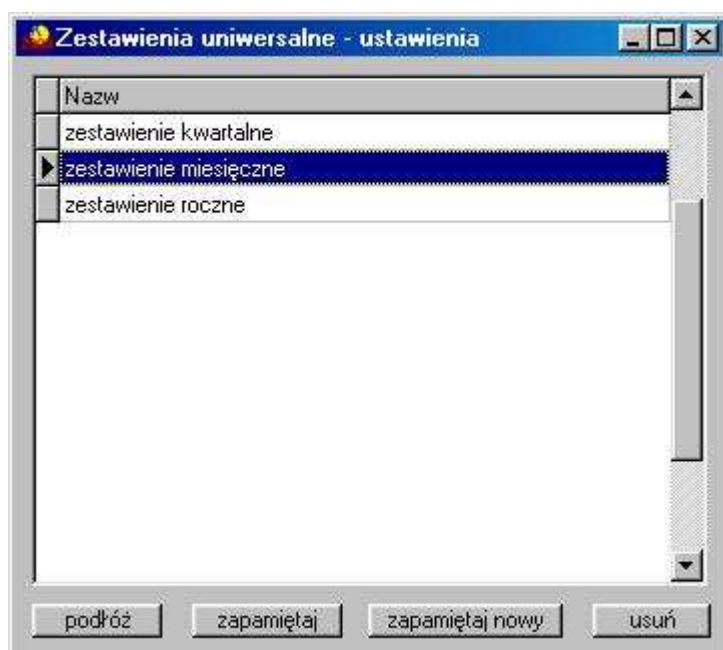 Zestawienia uniwersalne - ustawienia
Nazw
zestawienie kwartalne
zestawienie miesięczne
zestawienie roczne
podłóż zapamiętaj zapamiętaj nowy usuń